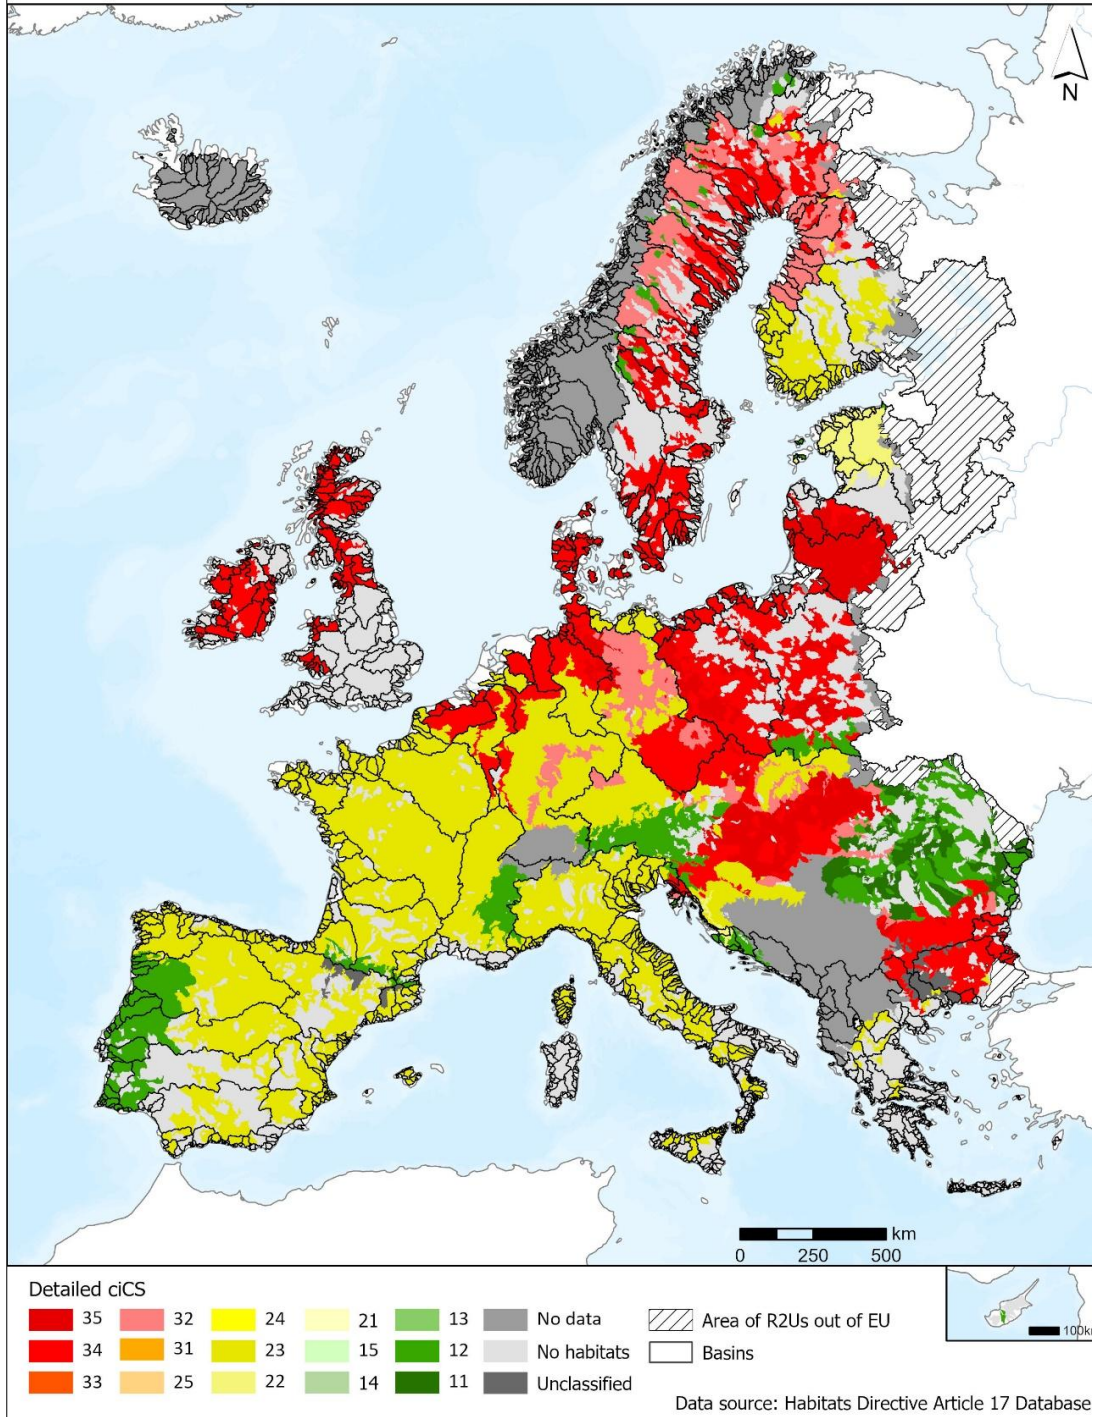 N
km
0 250 500
Detailed ciCS
35 32 24 21 13 No data Area of R2Us out of EU
34 31 23 15 12 No habitats Basins
33 25 22 14 11 Unclassified
100k
Data source: Habitats Directive Article 17 Database